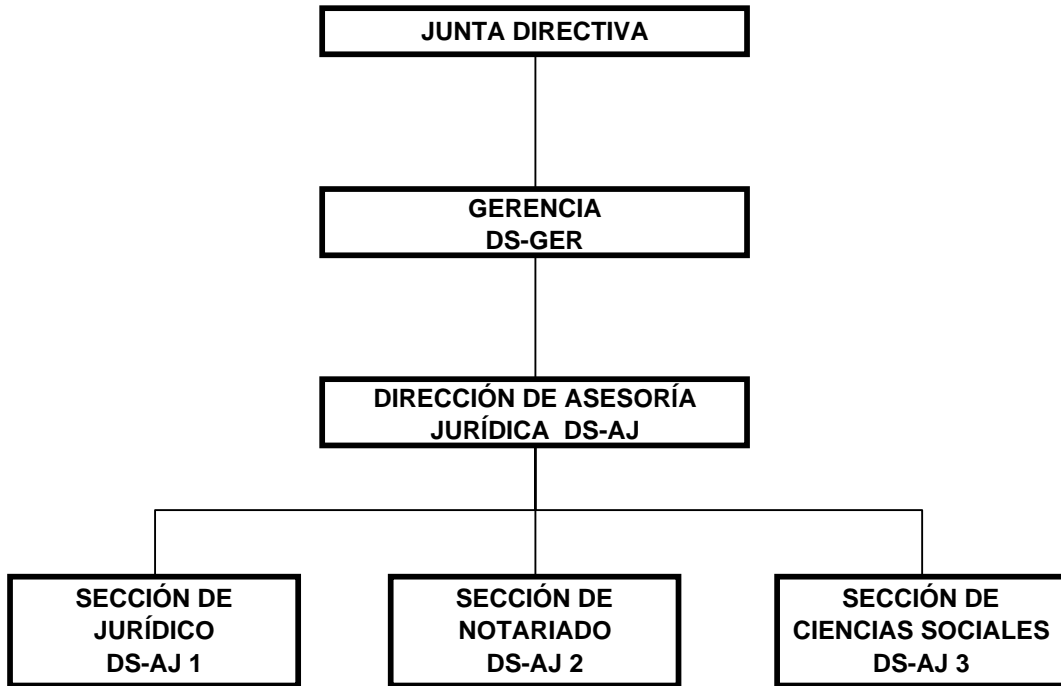 JUNTA DIRECTIVA
GERENCIA
DS-GER
DIRECCIÓN DE ASESORÍA
JURÍDICA DS-AJ
SECCIÓN DE
JURÍDICO
DS-AJ 1
SECCIÓN DE
NOTARIADO
DS-AJ 2
SECCIÓN DE
CIENCIAS SOCIALES
DS-AJ 3